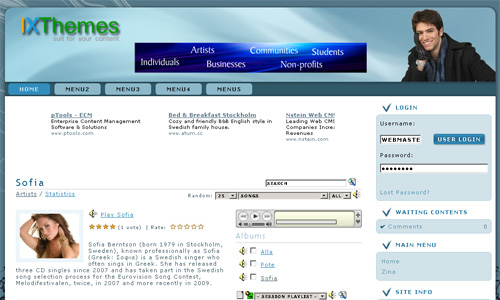 iXThemes
suit for your content
Artists Communities Students
Individuals Businesses Non-profits
HOME MENU2 MENU3 MENU4 MENU5
pTools - ECM
Enterprise Content Management
Software & Solutions
www.ptools.com
Bed & Breakfast Stockholm
Cozy and friendly B&B English style in
Swedish family house.
www.atum.cc
Nstein Web CMS
Leading Web CMS
Companies Increa
Revenues
www.nstein.com
LOGIN
Username:
WEBMASTE USER LOGIN
Password:
Lost Password?
Sofia
SEARCH
Artists / Statistics
Random: 25 SONGS ALL
Play Sofia
(1 vote) | Rate:
Sofia Berntson (born 1979 in Stockholm,
Sweden), known professionally as Sofia
(Greek: Σοφία) is a Swedish singer who
often sings in Greek. She has released
three CD singles since 2007 and has taken part in the Swedish
song selection process for the Eurovision Song Contest,
Melodifestivalen, twice, in 2007 and more recently in 2009.
Albums
Alla
Pote
Sofia
- SESSION PLAYLIST -
WAITING CONTENTS
Comments 0
MAIN MENU
Home
Zina
SITE INFO